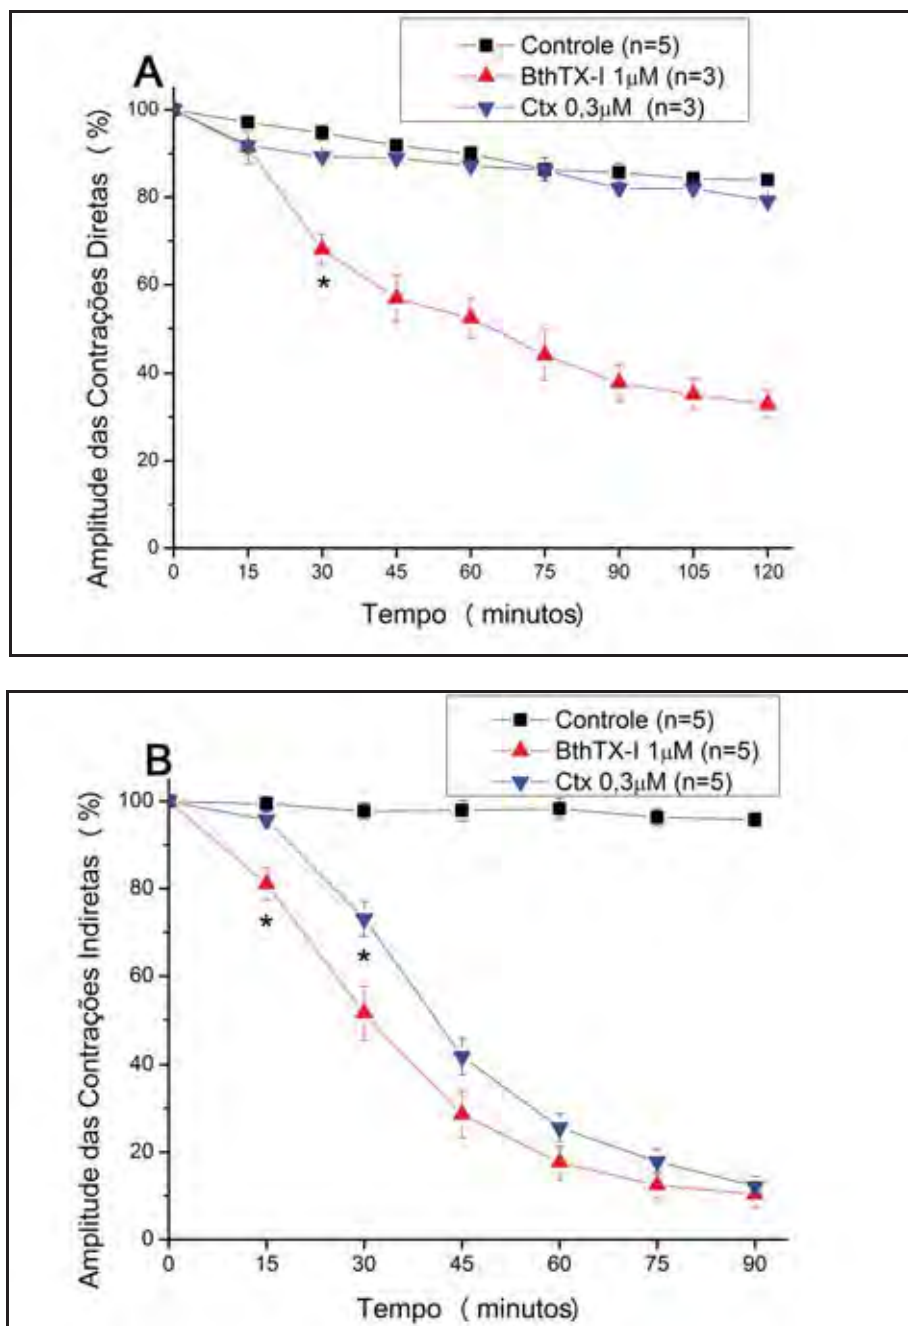 A
Controle (n=5)
BthTX-I 1µM (n=3)
Ctx 0,3µM (n=3)
Amplitude das Contrações Diretas ( %)
100
80
60
40
20
0
*
0 15 30 45 60 75 90 105 120
Tempo ( minutos)
B
Controle (n=5)
BthTX-I 1µM (n=5)
Ctx 0,3µM (n=5)
Amplitude das Contrações Indiretas ( %)
100
80
60
40
20
0
*
*
0 15 30 45 60 75 90
Tempo ( minutos)